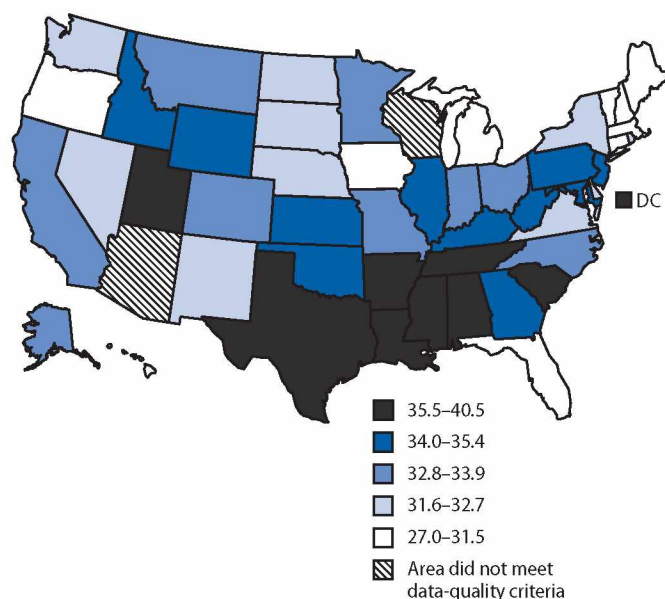 DC
35.5–40.5
34.0–35.4
32.8–33.9
31.6–32.7
27.0–31.5
Area did not meet
data-quality criteria